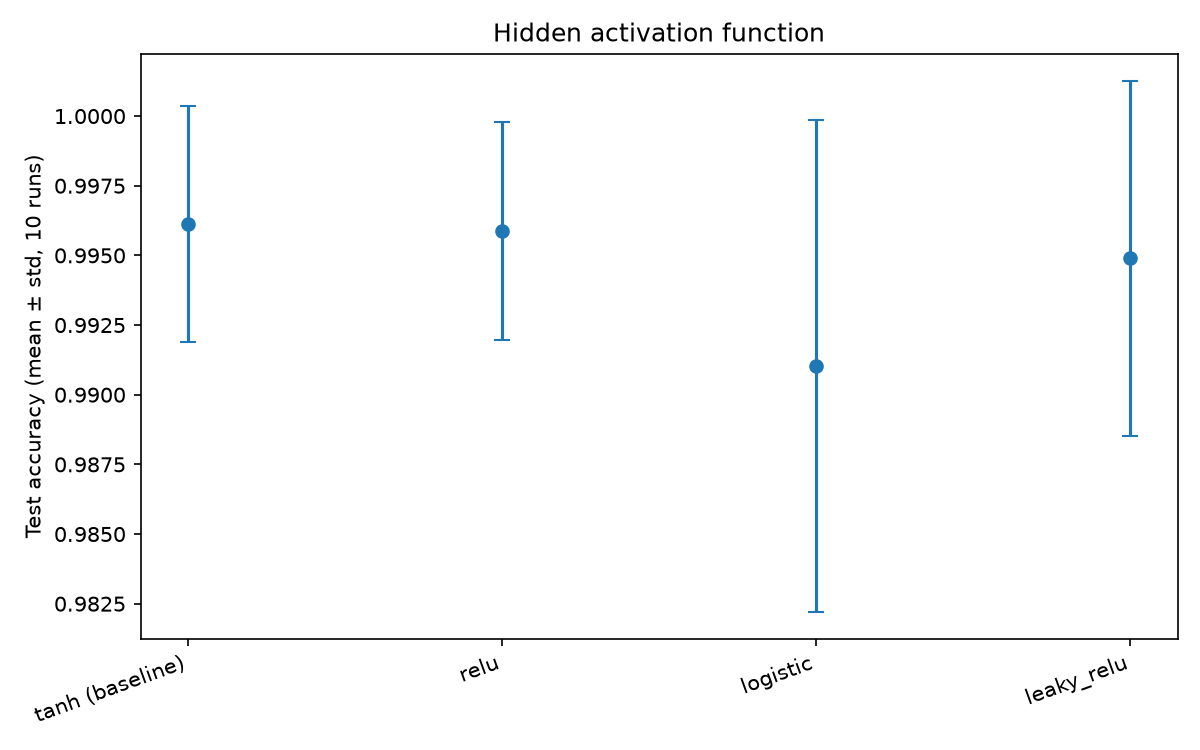 Hidden activation function
Test accuracy (mean ± std, 10 runs)
1.0000
0.9975
0.9950
0.9925
0.9900
0.9875
0.9850
0.9825
tanh (baseline)
relu
logistic
leaky_relu